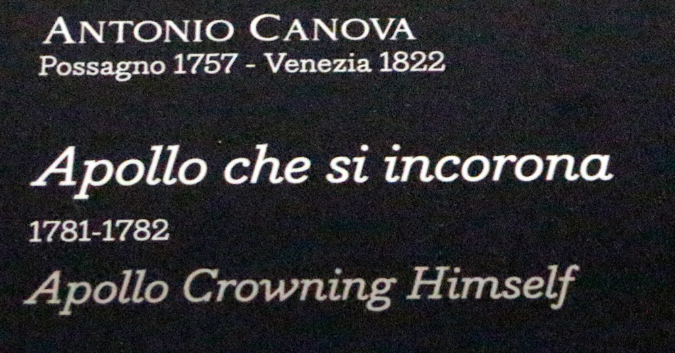 ANTONIO CANOVA
Possagno 1757 - Venezia 1822
Apollo che si incorona
1781-1782
Apollo Crowning Himself